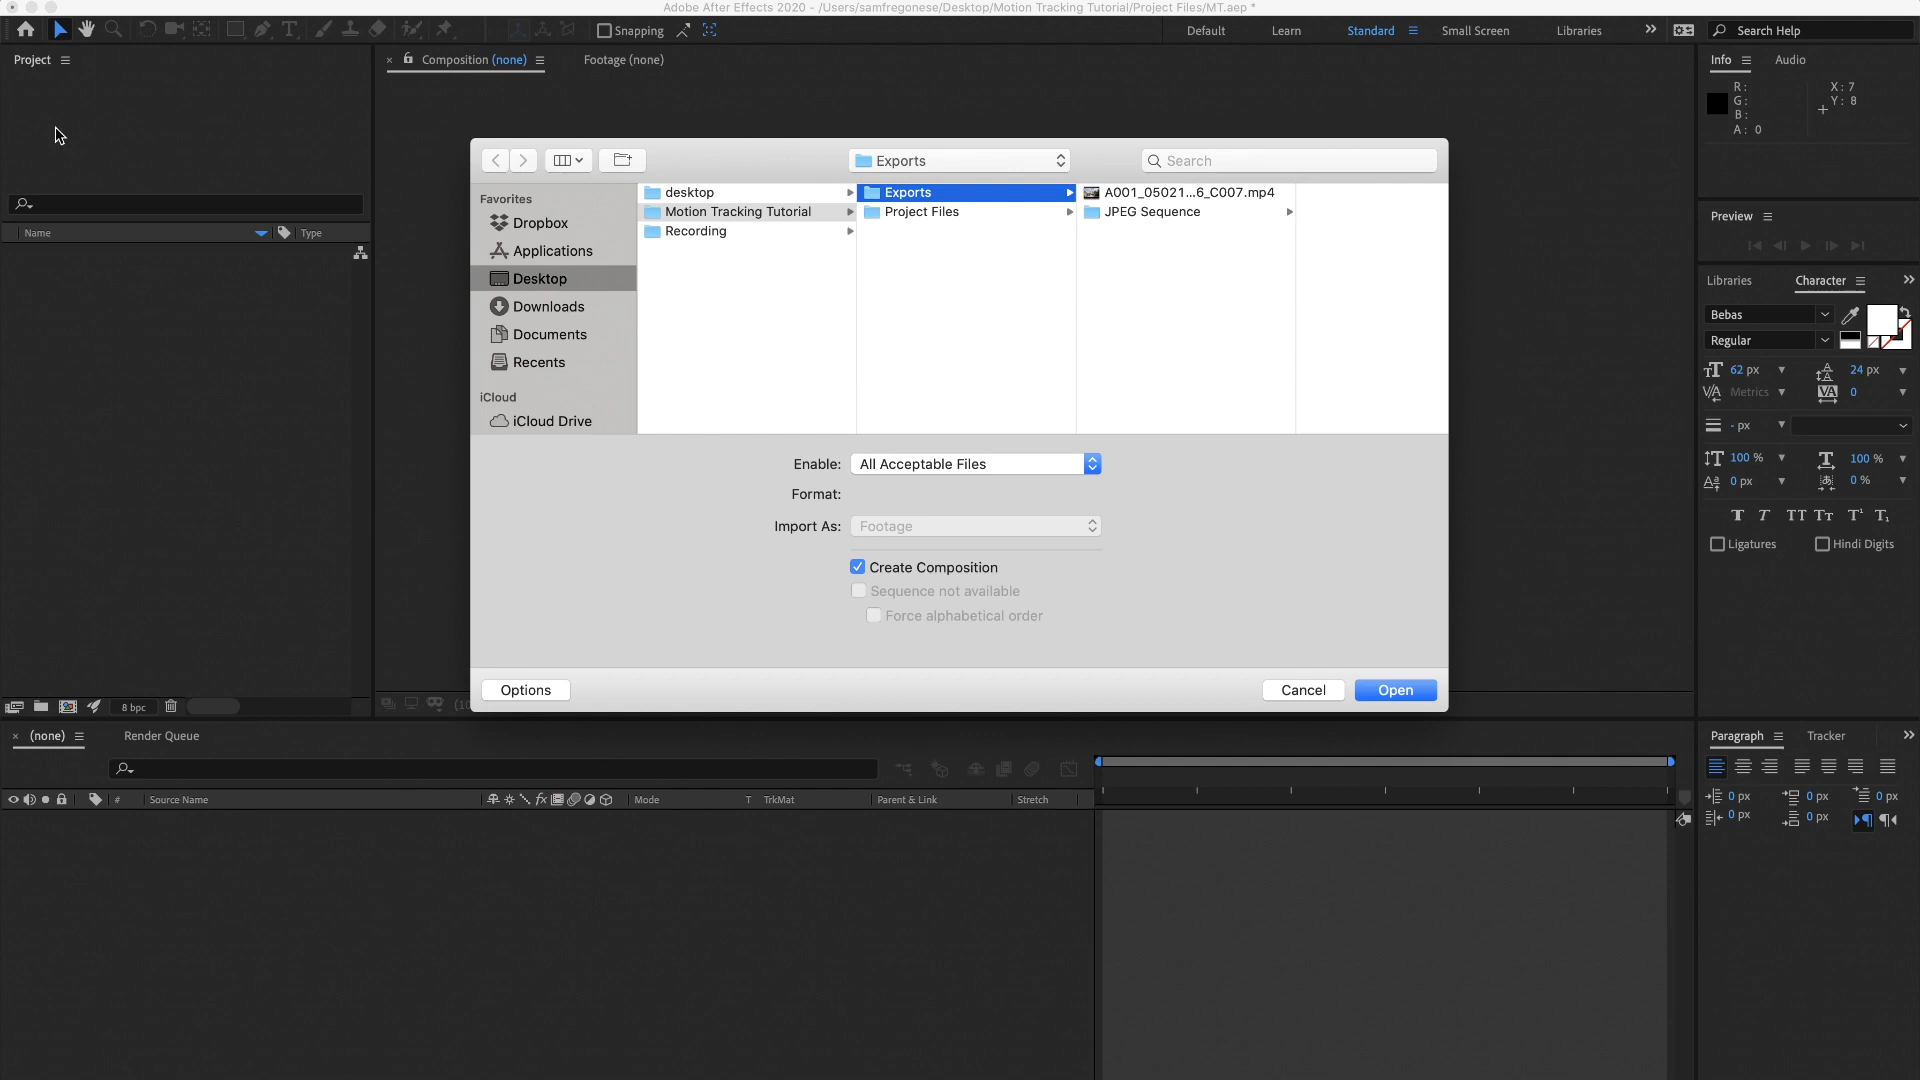 Adobe After Effects 2020 - /Users/samfregonese/Desktop/Motion Tracking Tutorial/Project Files/MT.aep *
Snapping
Default
Learn
Standard
Small Screen
Libraries
Search Help
Project
Composition (none)
Footage (none)
Info
Audio
R:
G:
B:
A: 0
X: 7
Y: 8
Exports
Search
Favorites
Dropbox
Applications
Desktop
Downloads
Documents
Recents
iCloud
iCloud Drive
desktop
Motion Tracking Tutorial
Recording
Exports
Project Files
A001_05021...6_C007.mp4
JPEG Sequence
Name
Type
Preview
Libraries
Character
Bebas
Regular
62 px
24 px
Metrics
0
- px
100 %
100 %
0 px
0 %
Ligatures
Hindi Digits
Enable: All Acceptable Files
Format:
Import As: Footage
Create Composition
Sequence not available
Force alphabetical order
Options
Cancel
Open
8 bpc
(none)
Render Queue
# Source Name
Mode
T TrkMat
Parent & Link
Stretch
Paragraph
Tracker
0 px
0 px
0 px
0 px
0 px